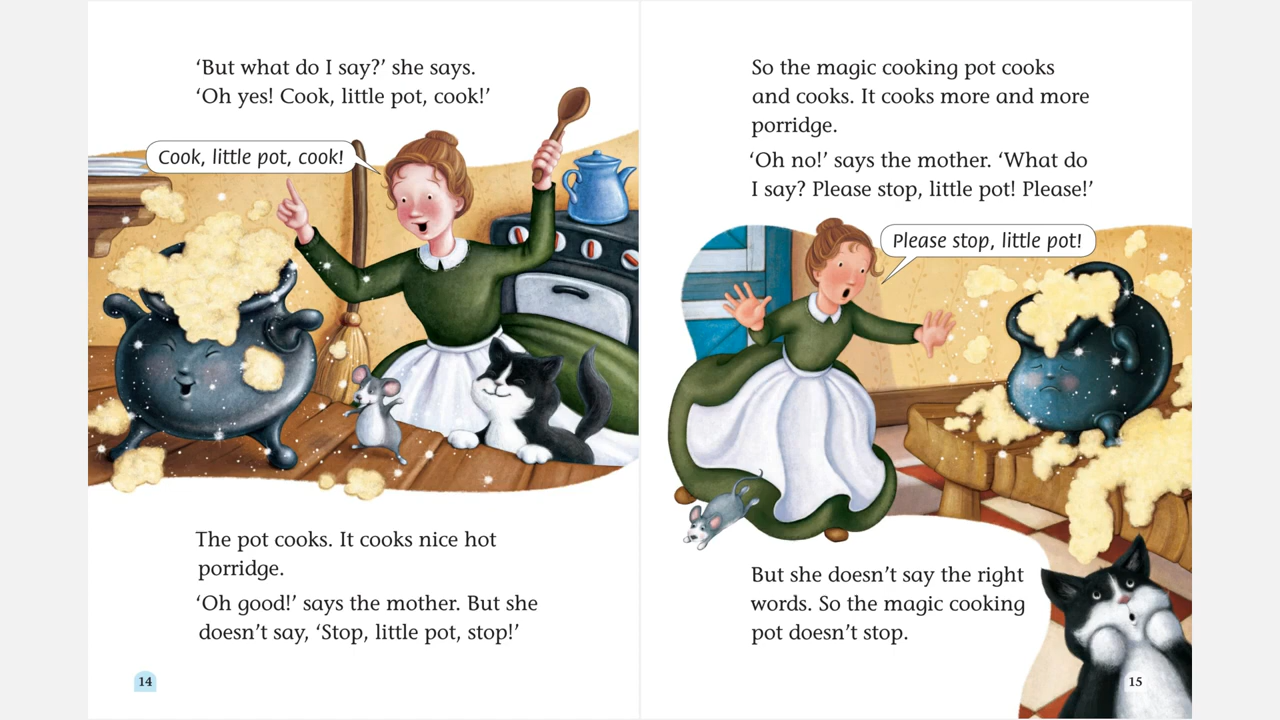 ‘But what do I say?’ she says.
‘Oh yes! Cook, little pot, cook!’
Cook, little pot, cook!
The pot cooks. It cooks nice hot
porridge.
‘Oh good!’ says the mother. But she
doesn’t say, ‘Stop, little pot, stop!’
14
So the magic cooking pot cooks
and cooks. It cooks more and more
porridge.
‘Oh no!’ says the mother. ‘What do
I say? Please stop, little pot! Please!’
Please stop, little pot!
But she doesn’t say the right
words. So the magic cooking
pot doesn’t stop.
15